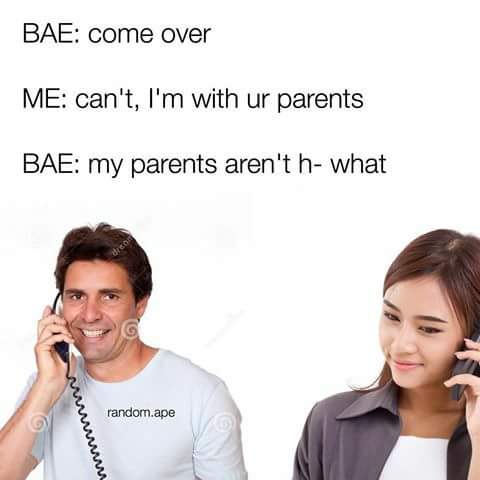 BAE: come over
ME: can't, I'm with ur parents
BAE: my parents aren't h- what
random.ape